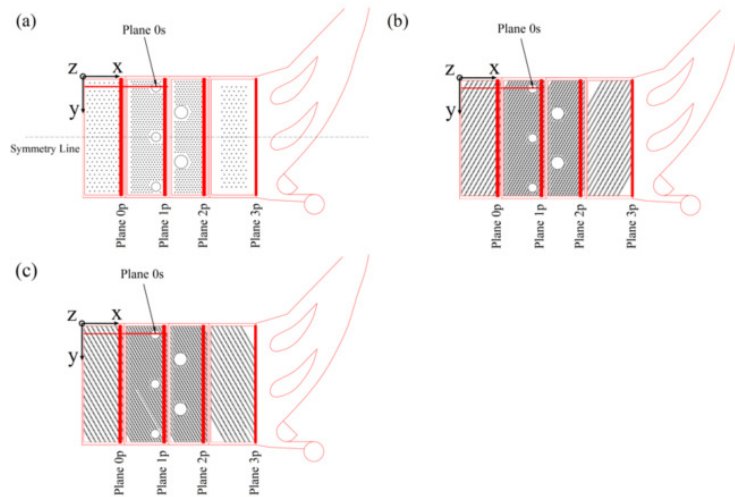 (a)
Plane 0s
z x
y
Symmetry Line
Plane 0p
Plane 1p
Plane 2p
Plane 3p
(b)
z x
y
Plane 0s
Plane 0p
Plane 1p
Plane 2p
Plane 3p
(c)
Plane 0s
z x
y
Plane 0p
Plane 1p
Plane 2p
Plane 3p